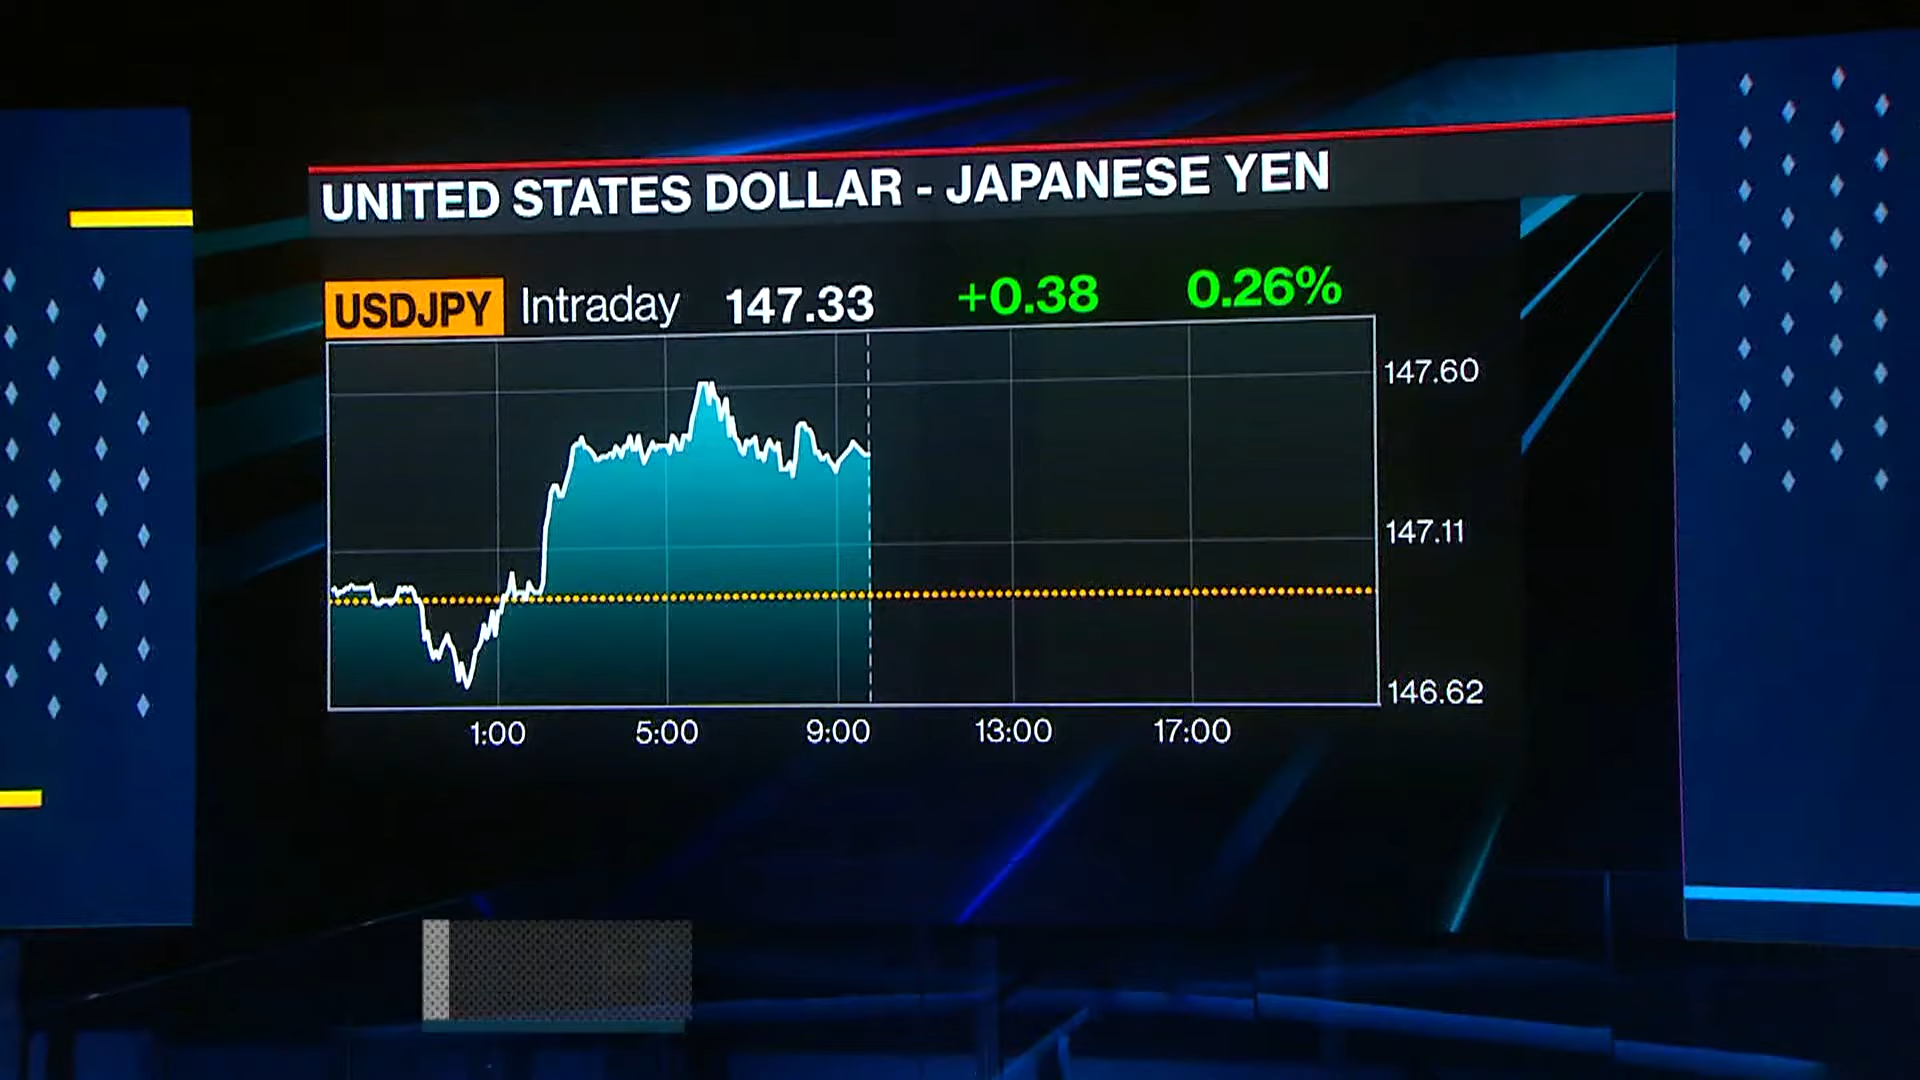 UNITED STATES DOLLAR - JAPANESE YEN
USDJPY Intraday 147.33 +0.38 0.26%
147.60
147.11
146.62
1:00 5:00 9:00 13:00 17:00